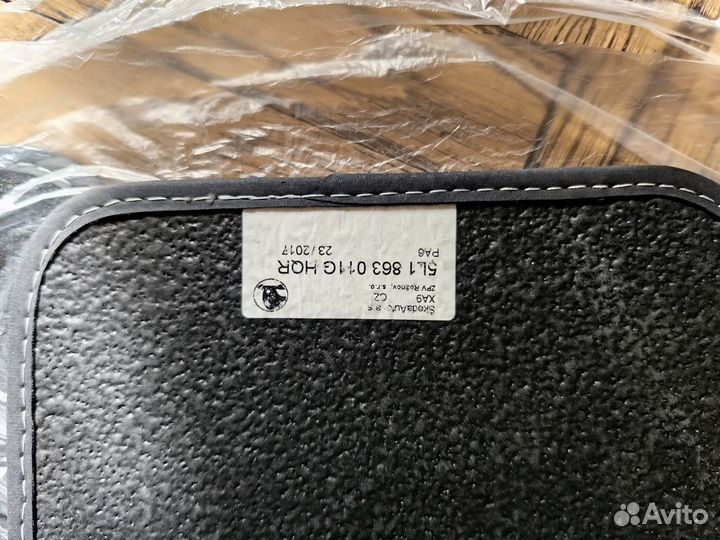 ŠkodaAuto a.s
XA9 CZ
ZPV Rožnov, s.r.o.
5L1 863 011G HQR
PA6
23/2017
Avito